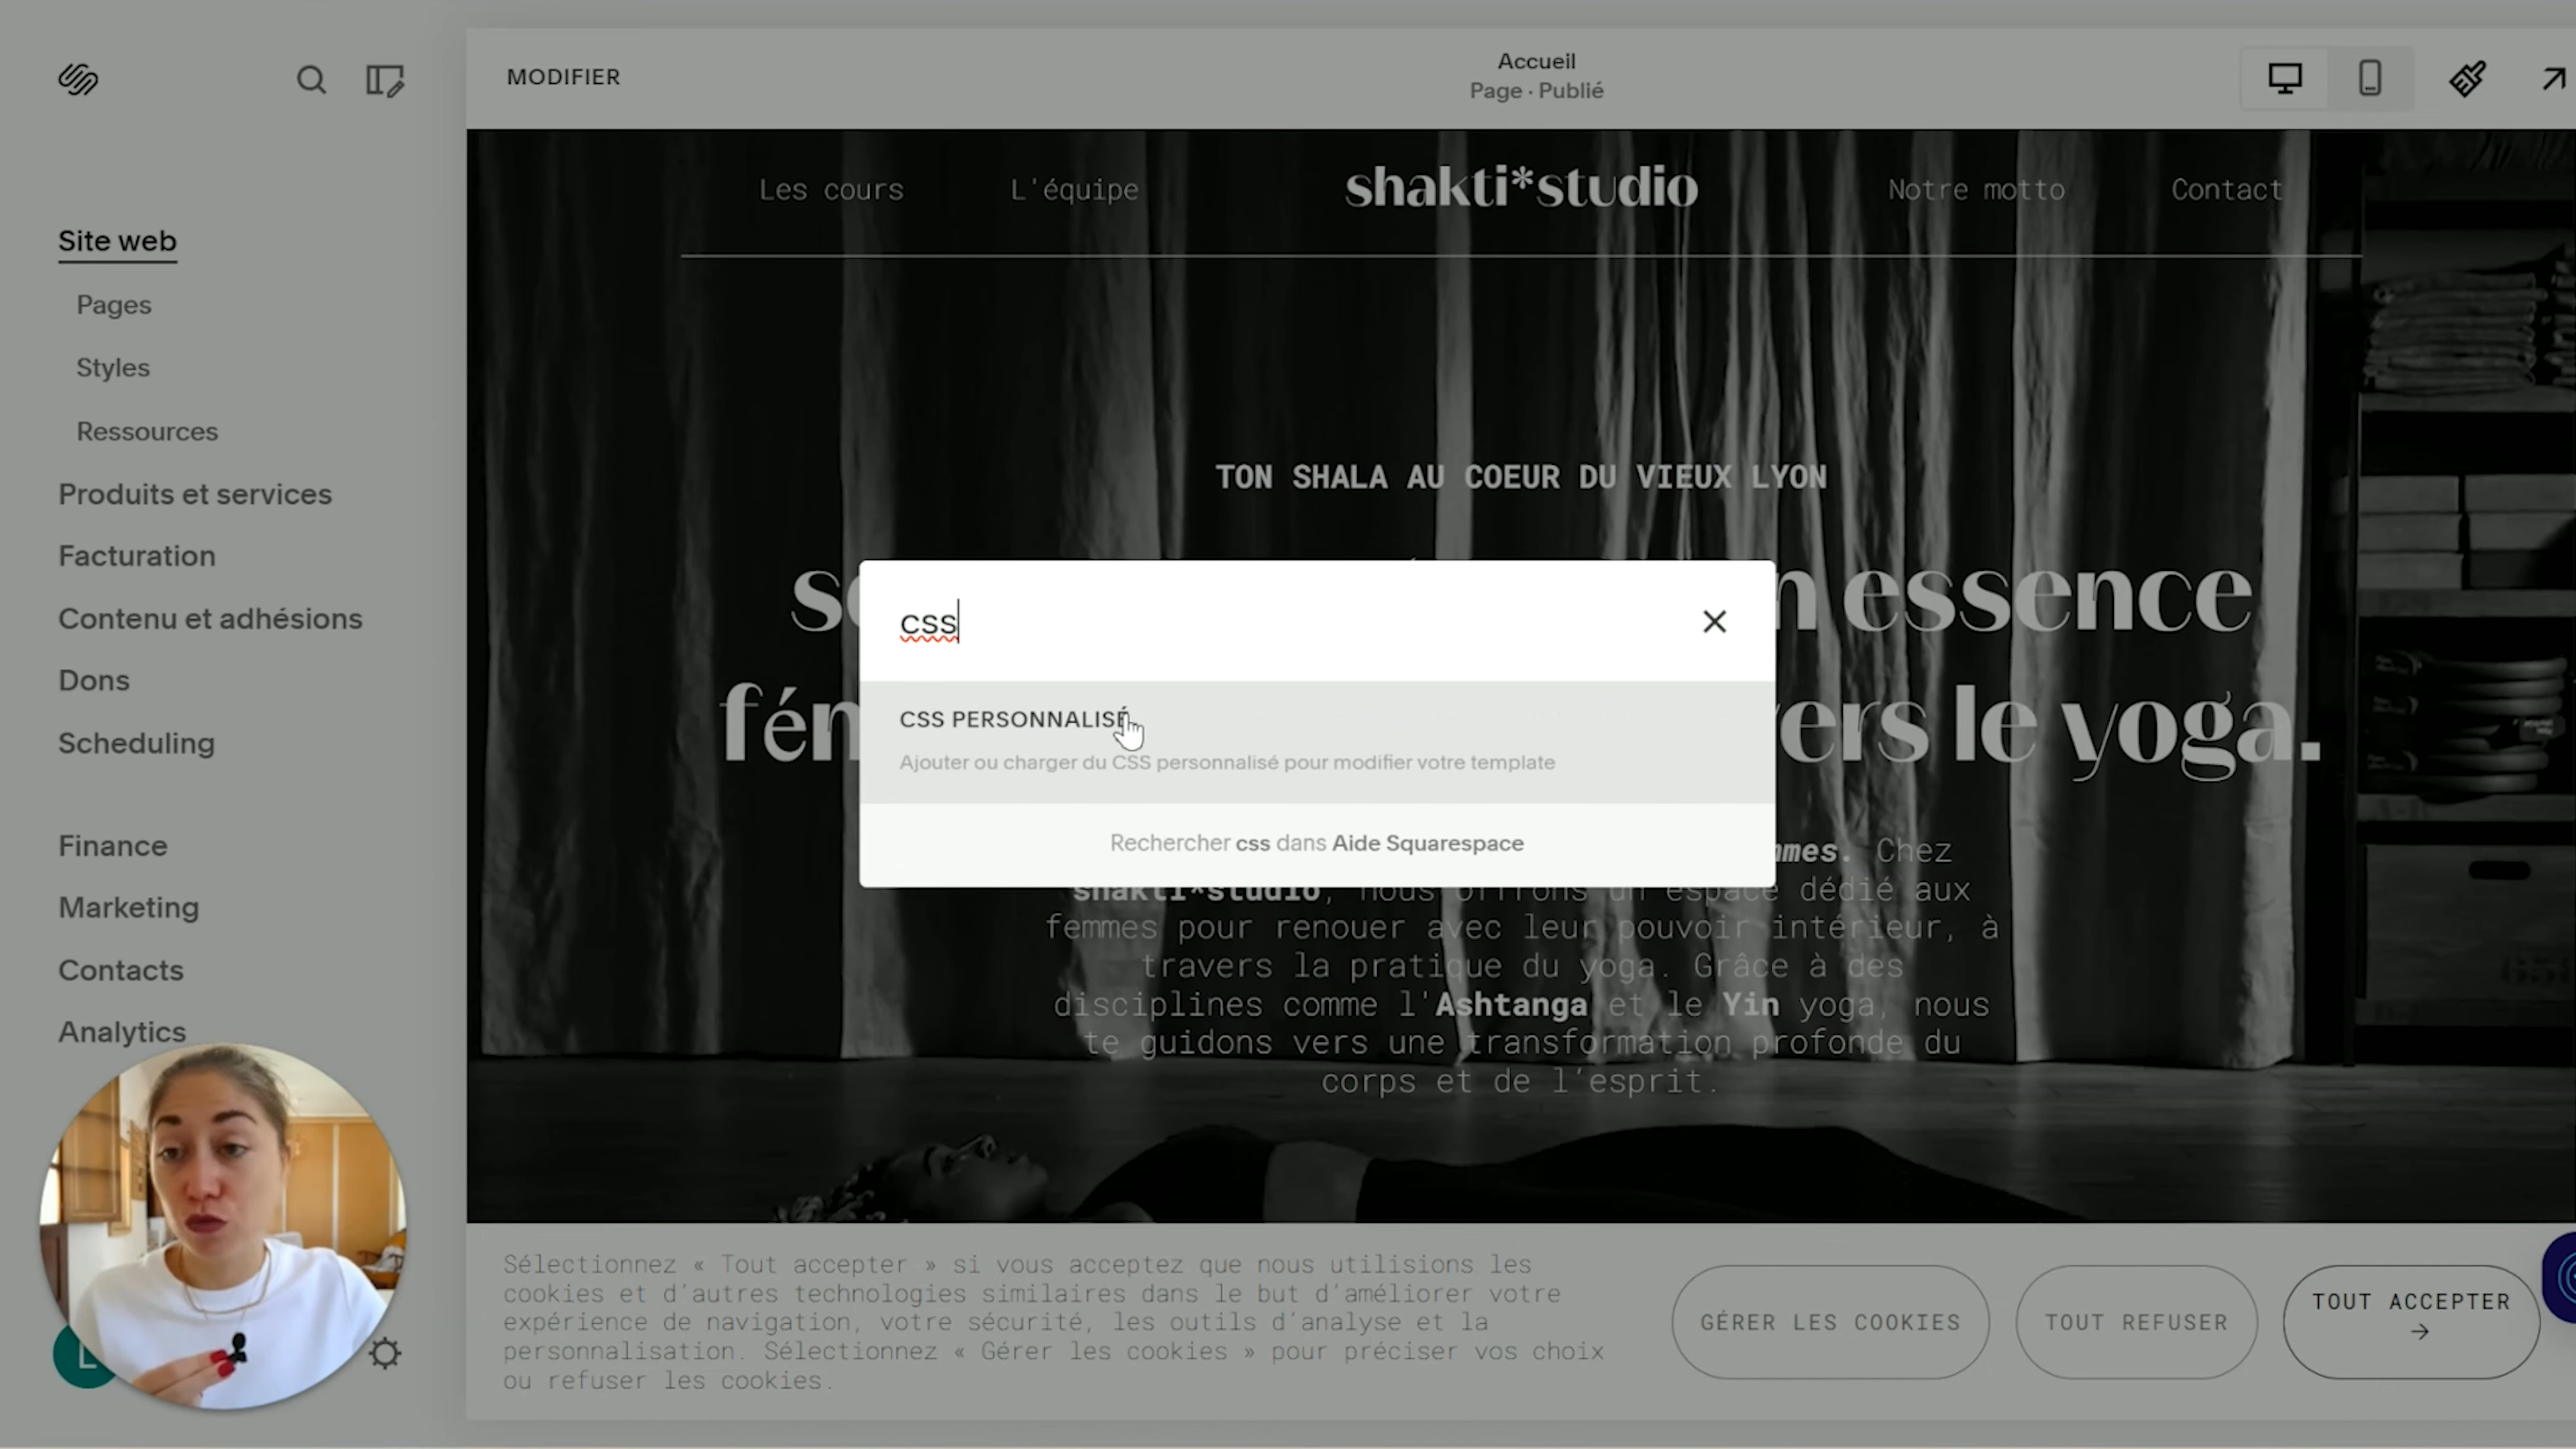 MODIFIER
Accueil
Page · Publié
Site web
Pages
Styles
Ressources
Produits et services
Facturation
Contenu et adhésions
Dons
Scheduling
Finance
Marketing
Contacts
Analytics
L
Les cours
L'équipe
shakti*studio
Notre motto
Contact
TON SHALA AU COEUR DU VIEUX LYON
essence
vers le yoga.
css
CSS PERSONNALISÉ
Ajouter ou charger du CSS personnalisé pour modifier votre template
Rechercher css dans Aide Squarespace
Chez
shakti*studio, nous offrons un espace dédié aux
femmes pour renouer avec leur pouvoir intérieur, à
travers la pratique du yoga. Grâce à des
disciplines comme l'Ashtanga et le Yin yoga, nous
te guidons vers une transformation profonde du
corps et de l’esprit.
Sélectionnez « Tout accepter » si vous acceptez que nous utilisions les
cookies et d’autres technologies similaires dans le but d’améliorer votre
expérience de navigation, votre sécurité, les outils d’analyse et la
personnalisation. Sélectionnez « Gérer les cookies » pour préciser vos choix
ou refuser les cookies.
GÉRER LES COOKIES
TOUT REFUSER
TOUT ACCEPTER
→